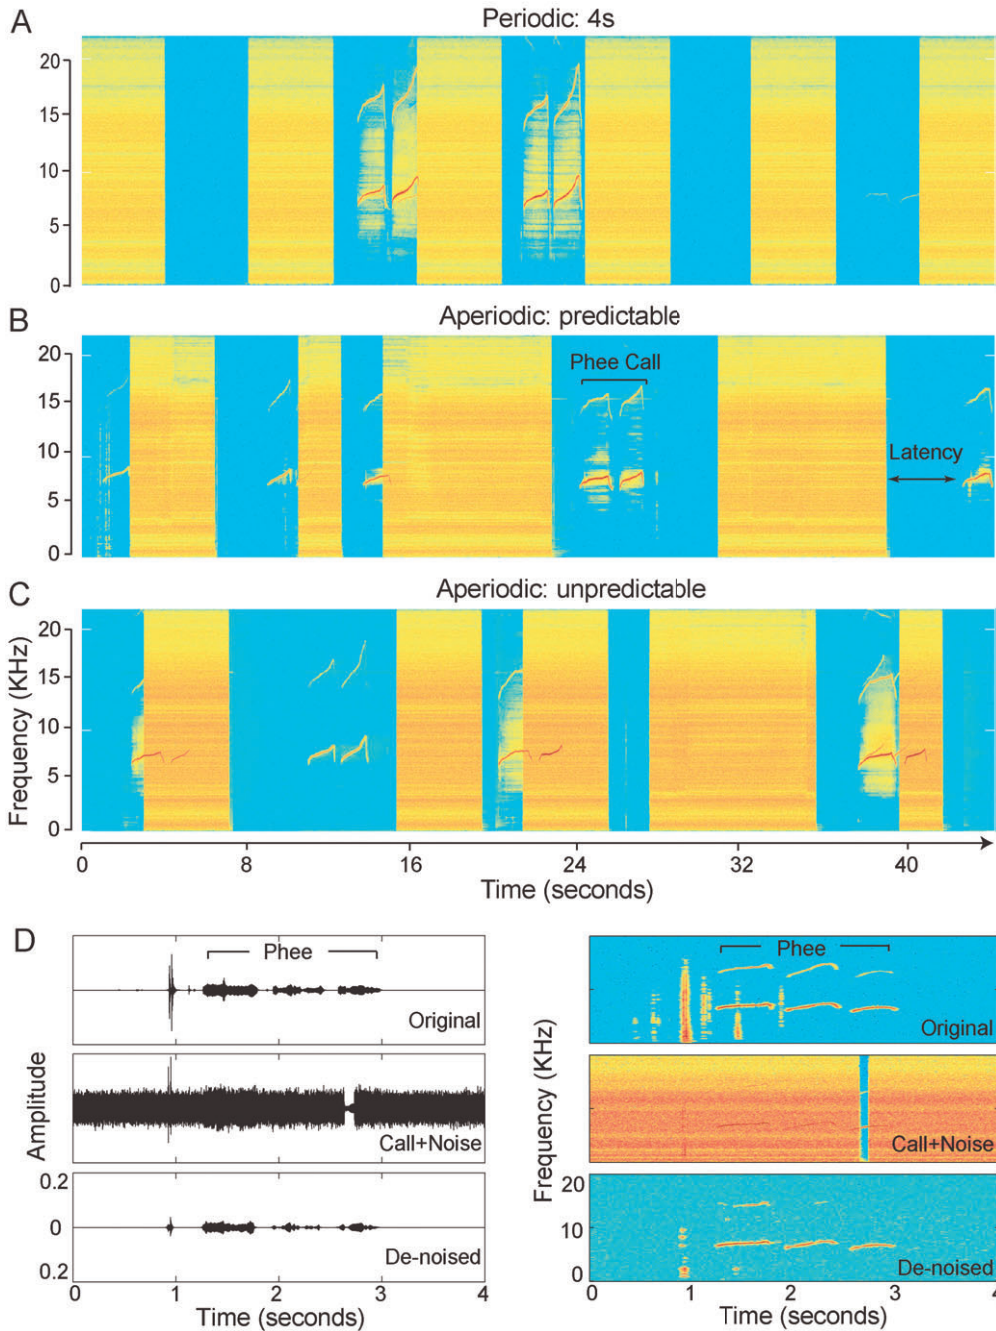 A Periodic: 4s
20
15
10
5
0
B Aperiodic: predictable
20
15
10
5
0
Phee Call
Latency
C Aperiodic: unpredictable
20
15
10
5
0
Frequency (KHz)
0 8 16 24 32 40
Time (seconds)
D
Phee
Original
Call+Noise
De-noised
Amplitude
0.2
0
0.2
0 1 2 3 4
Time (seconds)
Phee
Original
Call+Noise
De-noised
Frequency (KHz)
20
10
0
0 1 2 3 4
Time (seconds)